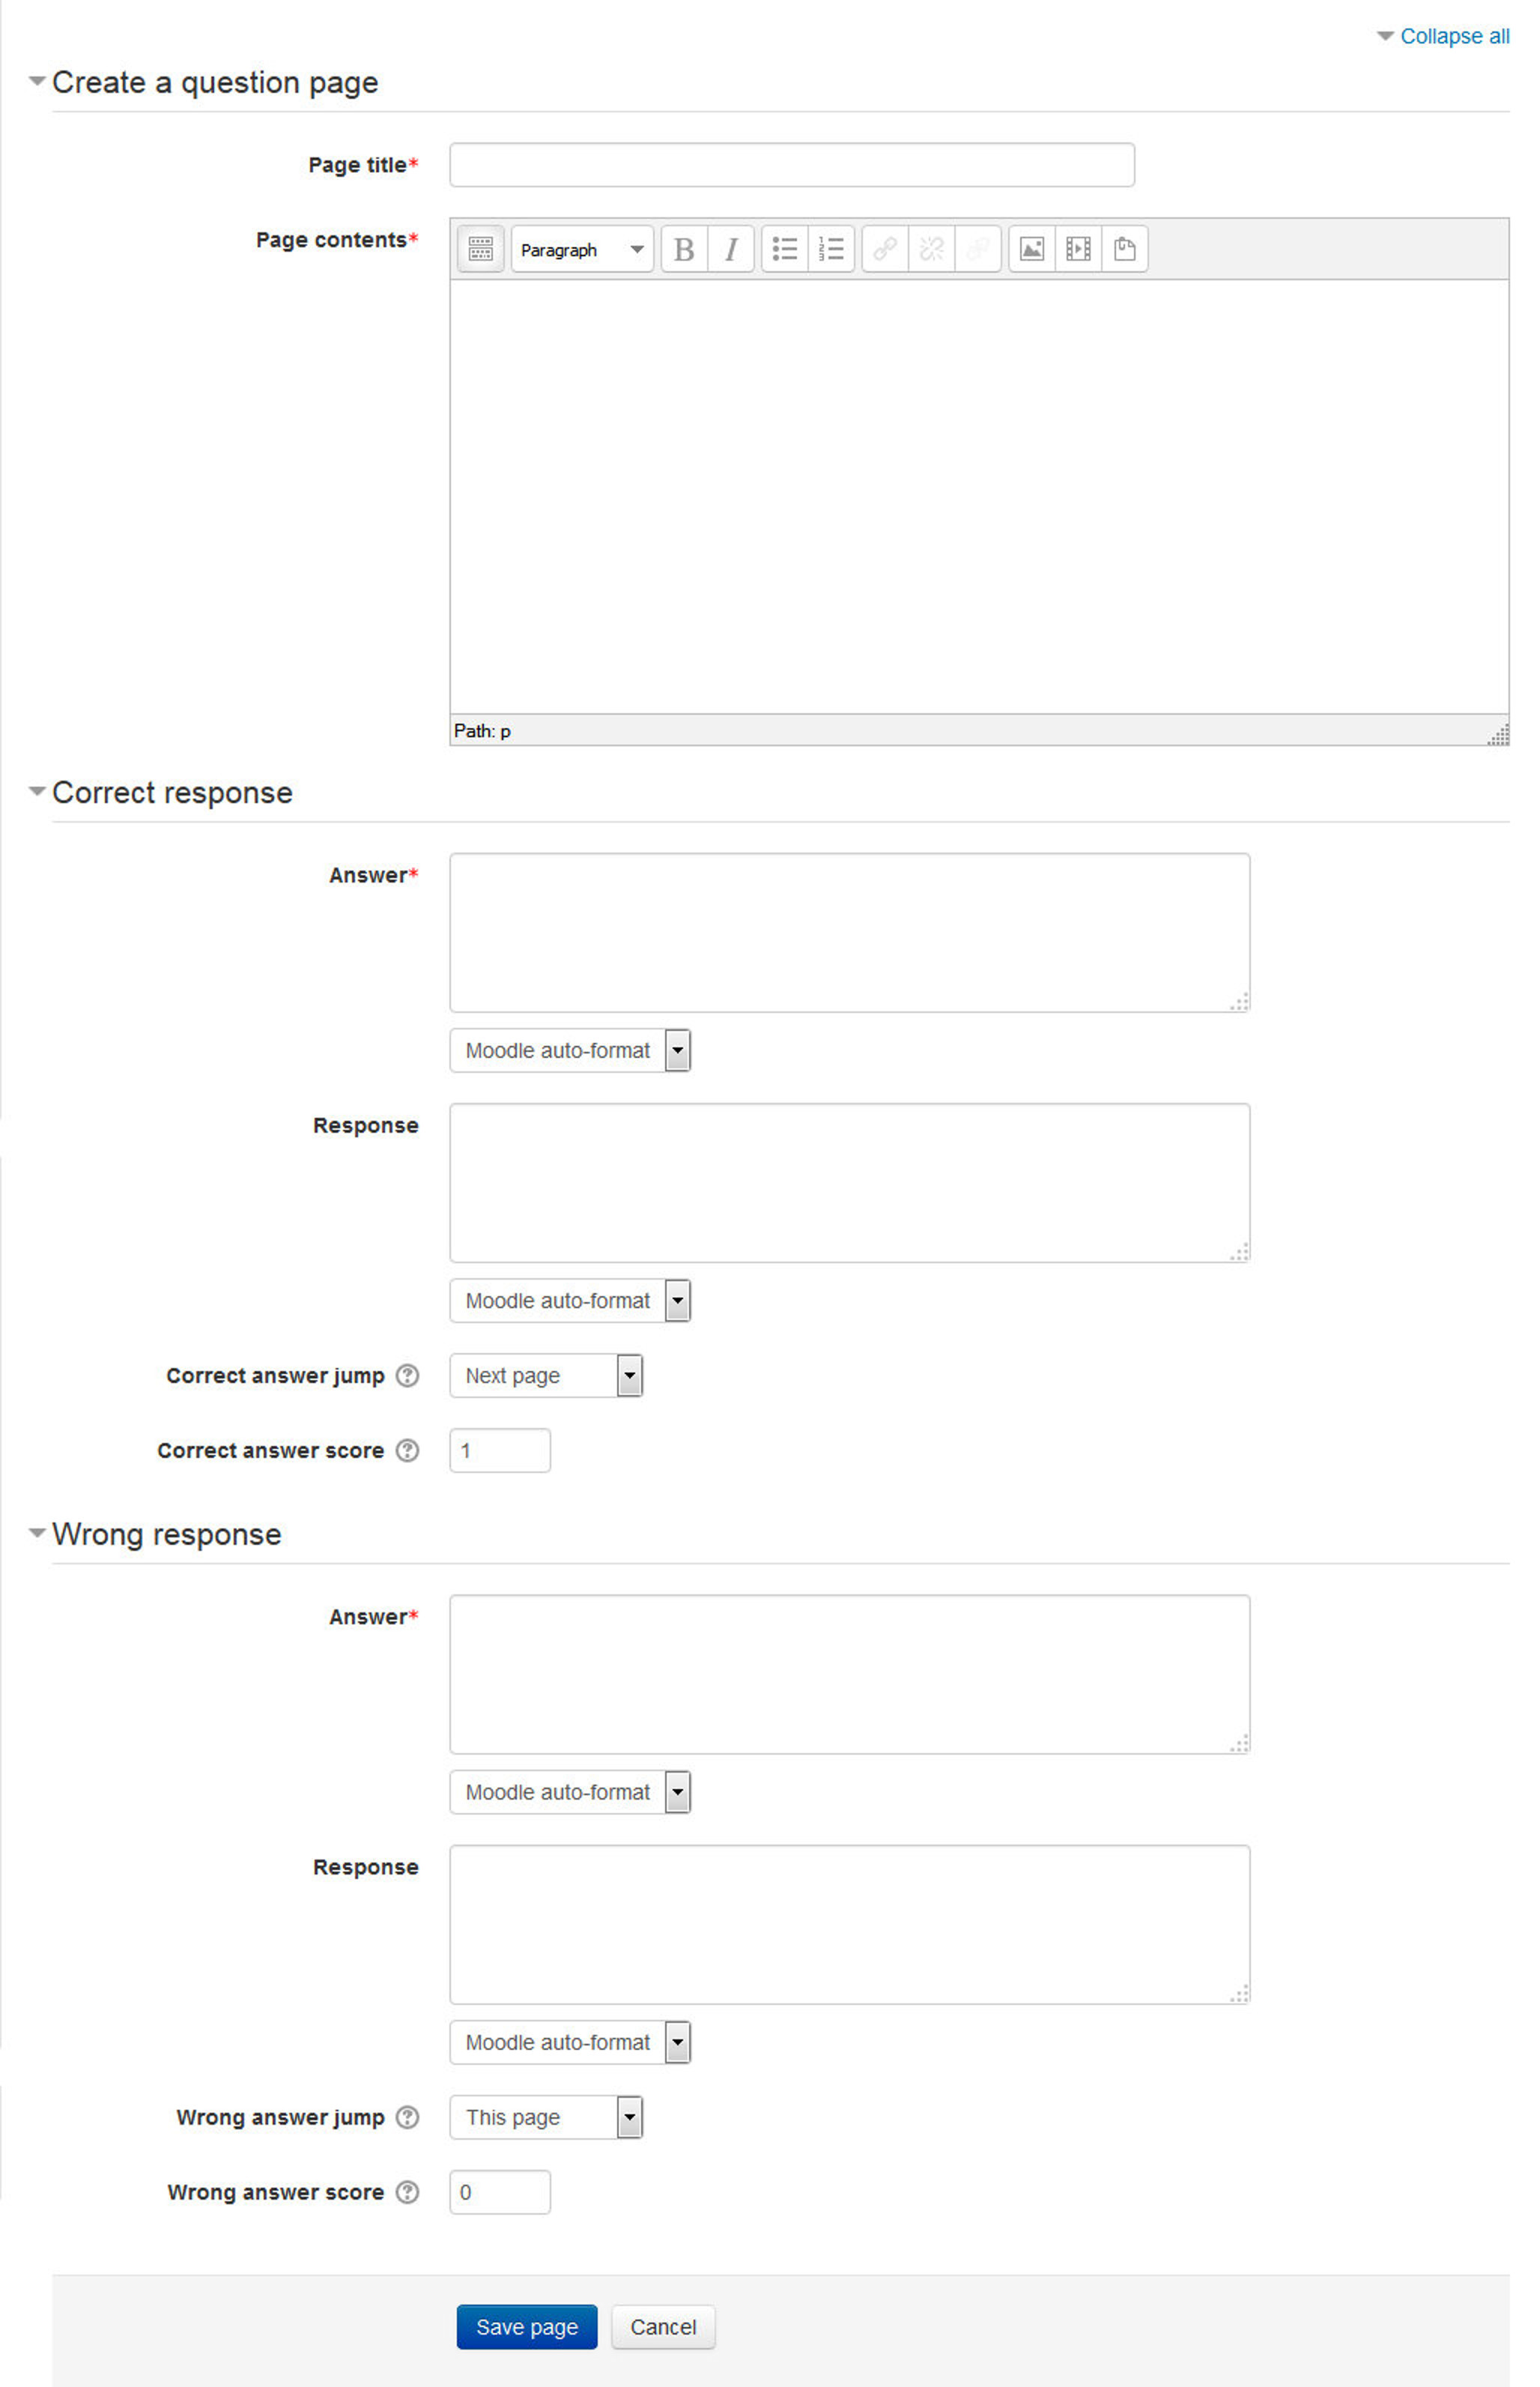 Collapse all
Create a question page
Page title*
Page contents*
Paragraph
B I
Path: p
Correct response
Answer*
Moodle auto-format
Response
Moodle auto-format
Correct answer jump ?
Next page
Correct answer score ?
1
Wrong response
Answer*
Moodle auto-format
Response
Moodle auto-format
Wrong answer jump ?
This page
Wrong answer score ?
0
Save page Cancel